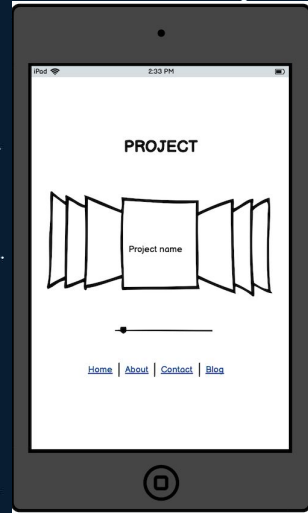 iPad 2:33 PM
PROJECT
Project name
Home | About | Contact | Blog